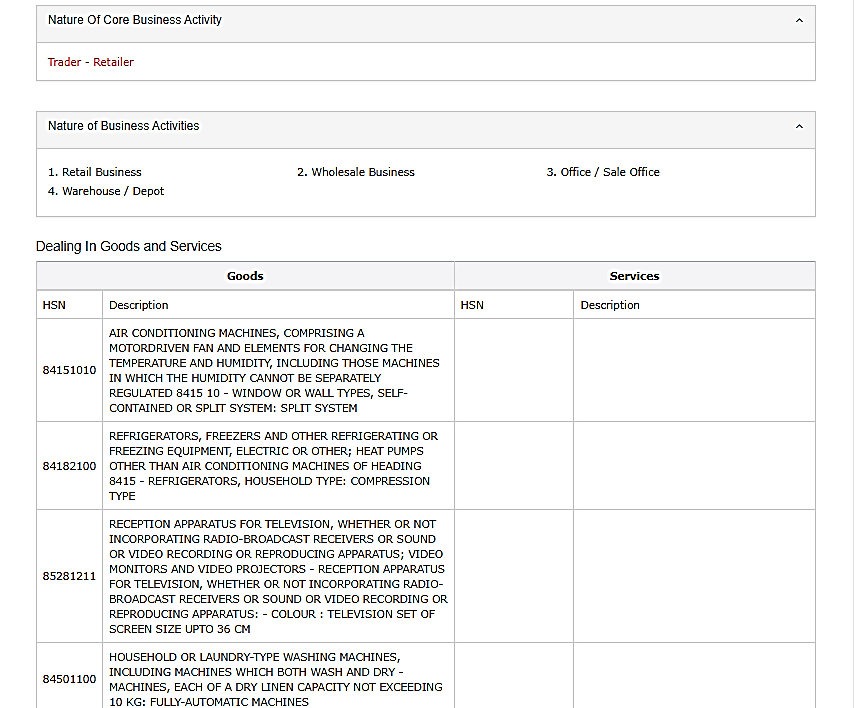 Nature Of Core Business Activity
Trader - Retailer
Nature of Business Activities
1. Retail Business
2. Wholesale Business
3. Office / Sale Office
4. Warehouse / Depot
Dealing In Goods and Services
Goods
Services
HSN
Description
HSN
Description
84151010
AIR CONDITIONING MACHINES, COMPRISING A
MOTORDRIVEN FAN AND ELEMENTS FOR CHANGING THE
TEMPERATURE AND HUMIDITY, INCLUDING THOSE MACHINES
IN WHICH THE HUMIDITY CANNOT BE SEPARATELY
REGULATED 8415 10 - WINDOW OR WALL TYPES, SELF-
CONTAINED OR SPLIT SYSTEM: SPLIT SYSTEM
84182100
REFRIGERATORS, FREEZERS AND OTHER REFRIGERATING OR
FREEZING EQUIPMENT, ELECTRIC OR OTHER; HEAT PUMPS
OTHER THAN AIR CONDITIONING MACHINES OF HEADING
8415 - REFRIGERATORS, HOUSEHOLD TYPE: COMPRESSION
TYPE
85281211
RECEPTION APPARATUS FOR TELEVISION, WHETHER OR NOT
INCORPORATING RADIO-BROADCAST RECEIVERS OR SOUND
OR VIDEO RECORDING OR REPRODUCING APPARATUS; VIDEO
MONITORS AND VIDEO PROJECTORS - RECEPTION APPARATUS
FOR TELEVISION, WHETHER OR NOT INCORPORATING RADIO-
BROADCAST RECEIVERS OR SOUND OR VIDEO RECORDING OR
REPRODUCING APPARATUS: - COLOUR : TELEVISION SET OF
SCREEN SIZE UPTO 36 CM
84501100
HOUSEHOLD OR LAUNDRY-TYPE WASHING MACHINES,
INCLUDING MACHINES WHICH BOTH WASH AND DRY -
MACHINES, EACH OF A DRY LINEN CAPACITY NOT EXCEEDING
10 KG: FULLY-AUTOMATIC MACHINES